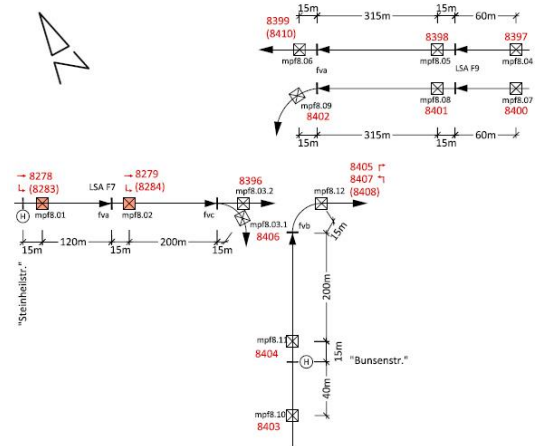 15m 315m 15m 60m
8399
(8410)
8398
8397
mpf8.06
fva
mpf8.05
LSA F9
mpf8.04
mpf8.09
8402
mpf8.08
8401
mpf8.07
8400
15m 315m 15m 60m
8278
(8283)
LSA F7
8279
(8284)
8396
8405
8407
(8408)
H
mpf8.01
fva
mpf8.02
fvc
mpf8.03.2
mpf8.12
mpf8.03.1
8406
fvb
15m
15m 120m 15m 200m 15m
"Steinheilstr."
200m
mpf8.11
8404
15m
H
"Bunsenstr."
40m
mpf8.10
8403